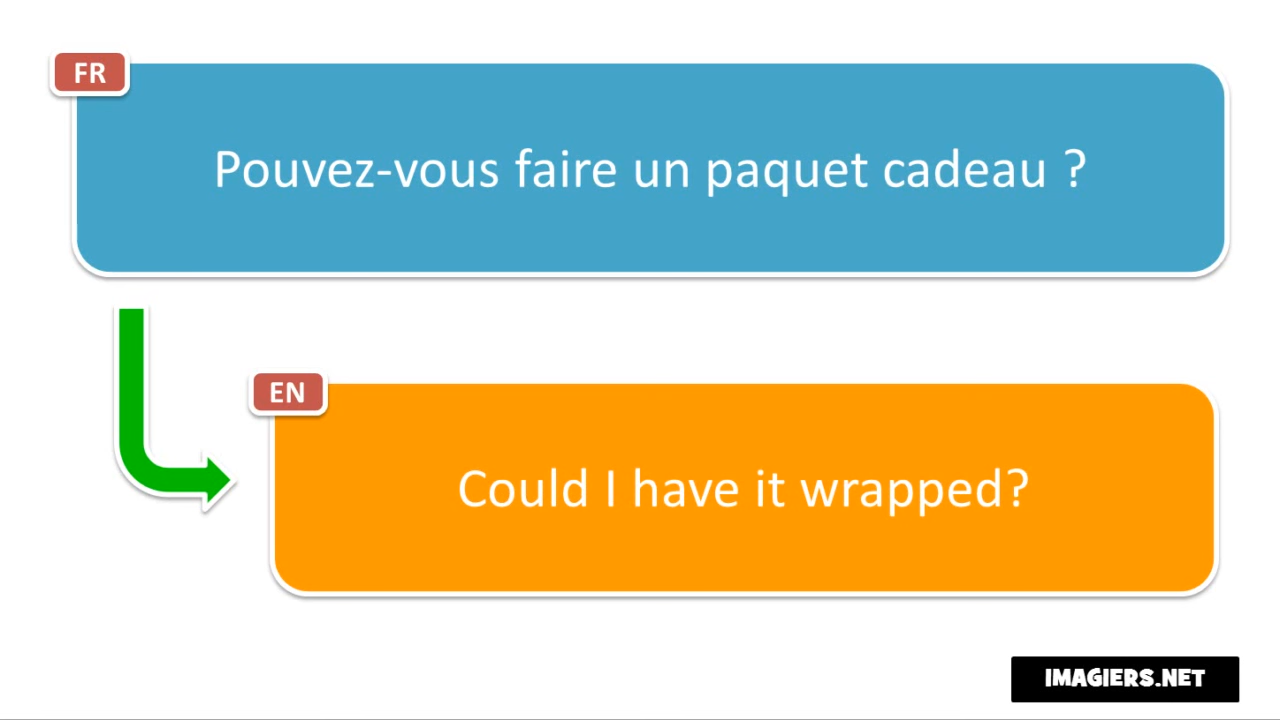 FR
Pouvez-vous faire un paquet cadeau ?
EN
Could I have it wrapped?
IMAGIERS.NET